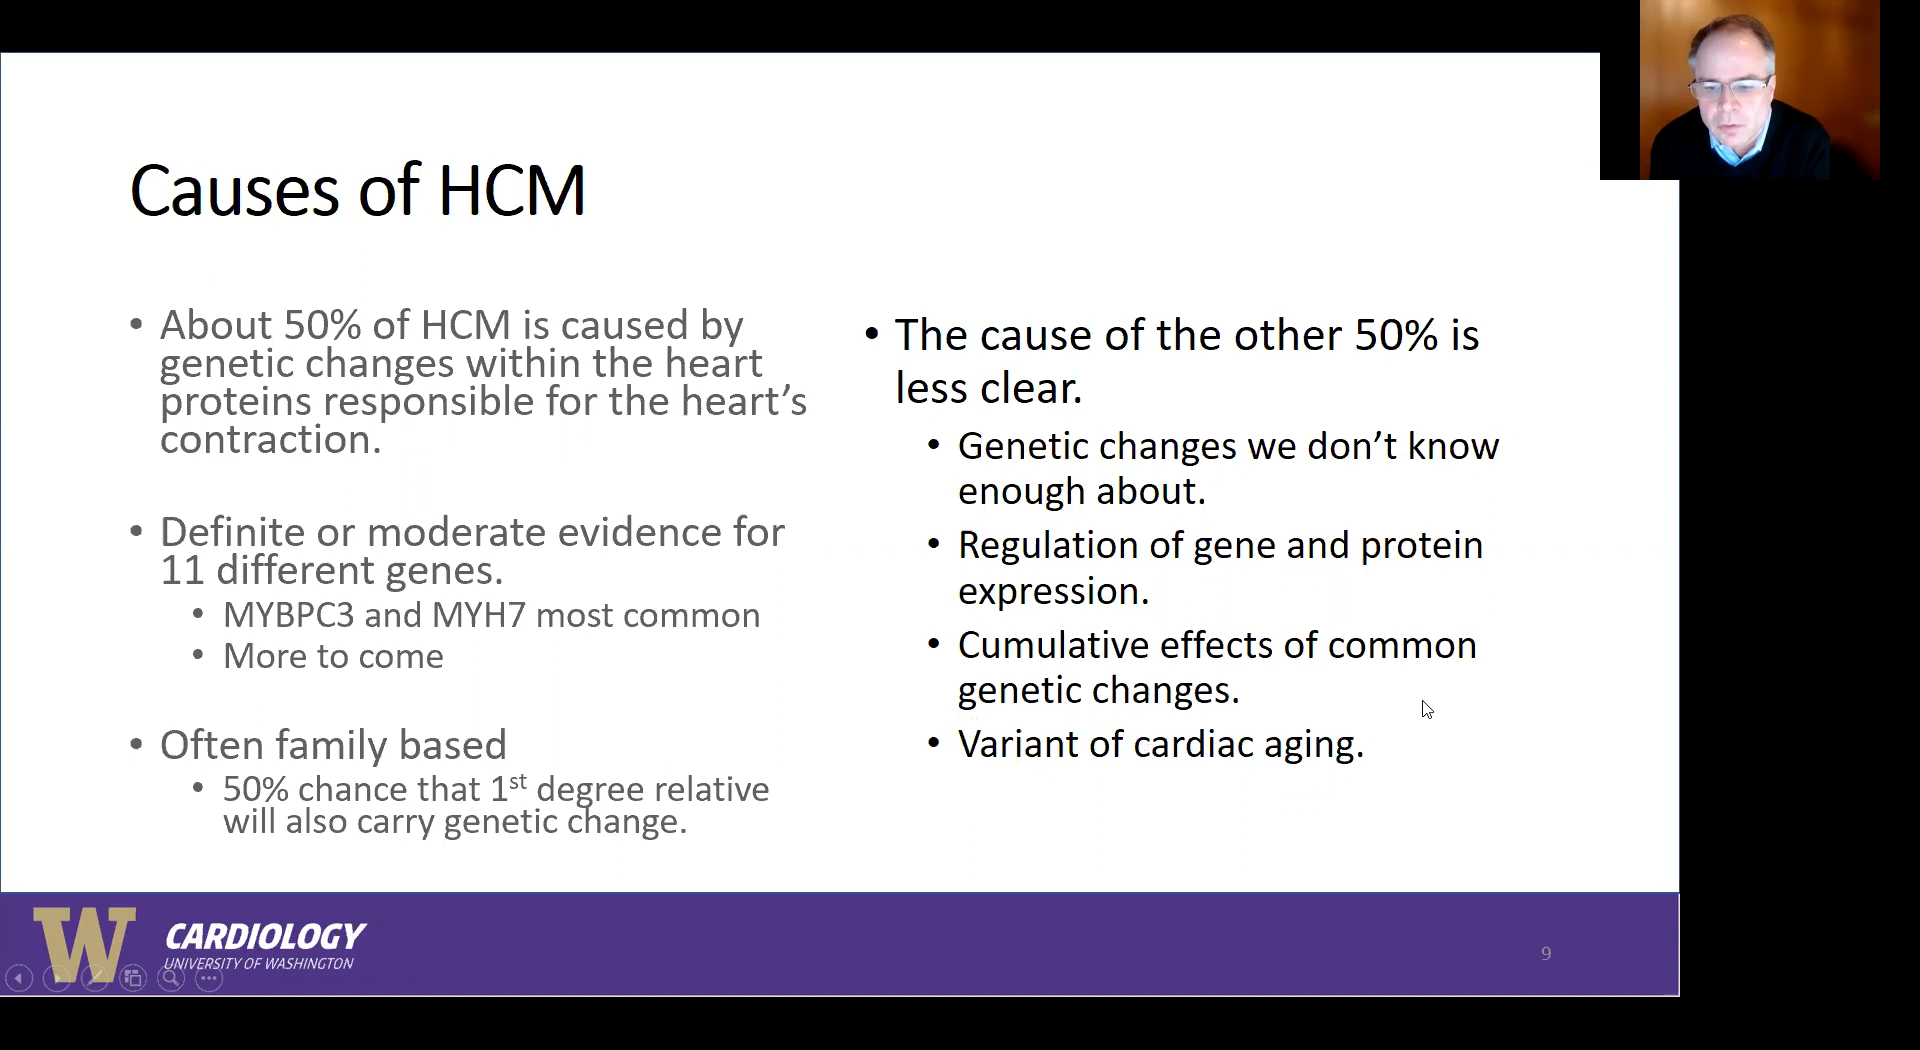 Causes of HCM
• About 50% of HCM is caused by
genetic changes within the heart
proteins responsible for the heart's
contraction.
• Definite or moderate evidence for
11 different genes.
• MYBPC3 and MYH7 most common
• More to come
• Often family based
• 50% chance that 1st degree relative
will also carry genetic change.
• The cause of the other 50% is
less clear.
• Genetic changes we don't know
enough about.
• Regulation of gene and protein
expression.
• Cumulative effects of common
genetic changes.
• Variant of cardiac aging.
W
CARDIOLOGY
UNIVERSITY OF WASHINGTON
9